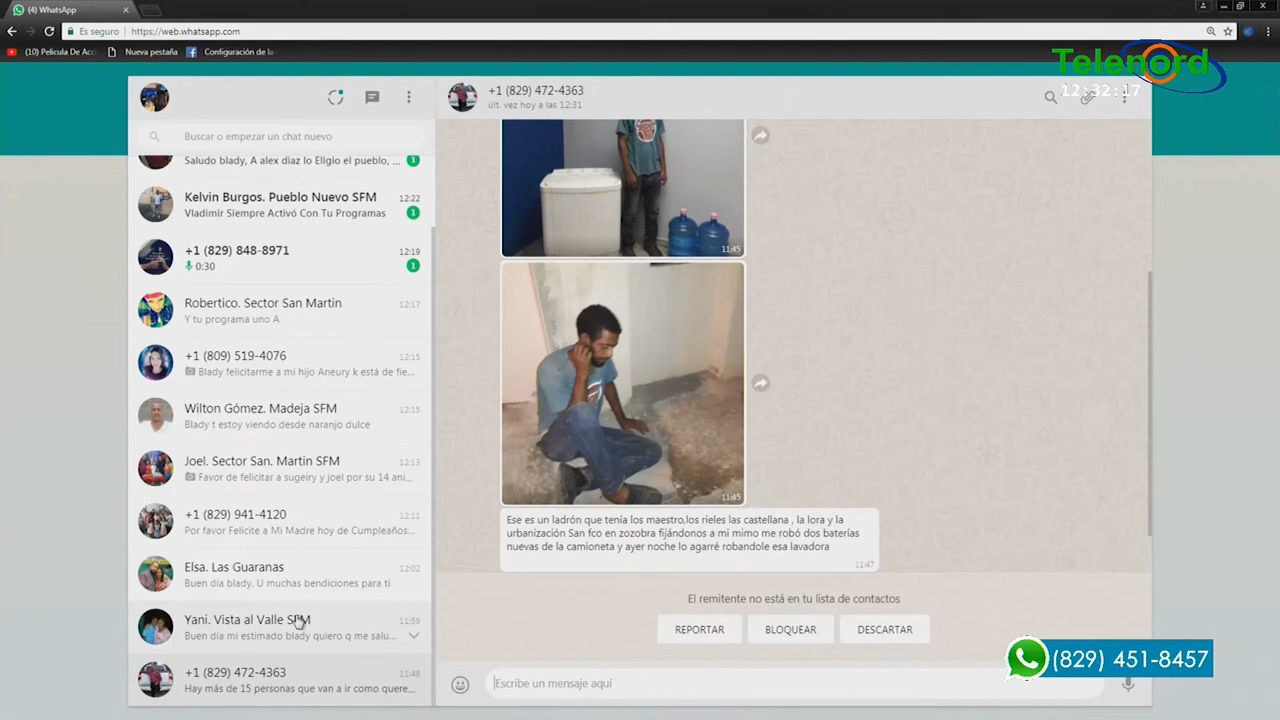 (4) WhatsApp
Es seguro
https://web.whatsapp.com
(10) Pelicula De Acc
Nueva pestaña
Configuración de la
Telenord
12:32:17
+1 (829) 472-4363
últ. vez hoy a las 12:31
Buscar o empezar un chat nuevo
Saludo blady, A alex diaz lo Eligio el pueblo, ...
1
Kelvin Burgos. Pueblo Nuevo SFM
12:22
Vladimir Siempre Activó Con Tu Programas
1
+1 (829) 848-8971
12:19
0:30
1
Robertico. Sector San Martin
12:17
Y tu programa uno A
+1 (809) 519-4076
12:15
Blady felicitarme a mi hijo Aneury k está de fie...
Wilton Gómez. Madeja SFM
12:15
Blady t estoy viendo desde naranjo dulce
Joel. Sector San. Martin SFM
12:13
Favor de felicitar a sugeiry y joel por su 14 ani...
+1 (829) 941-4120
12:11
Por favor Felicite a Mi Madre hoy de Cumpleaños...
Elsa. Las Guaranas
12:02
Buen dia blady. U muchas bendiciones para ti
Yani. Vista al Valle SFM
11:59
Buen día mi estimado blady quiero q me salu...
+1 (829) 472-4363
11:48
Hay más de 15 personas que van a ir como quere...
11:45
11:45
Ese es un ladrón que tenía los maestro,los rieles las castellana , la lora y la
urbanización San fco en zozobra fijándonos a mi mimo me robó dos baterías
nuevas de la camioneta y ayer noche lo agarré robandole esa lavadora
11:47
El remitente no está en tu lista de contactos
REPORTAR
BLOQUEAR
DESCARTAR
Escribe un mensaje aquí
(829) 451-8457